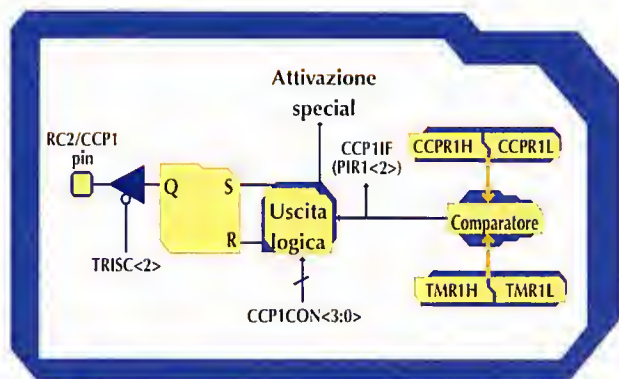 Attivazione
special
RC2/CCP1
pin
CCP1IF
(PIR1<2>)
CCPR1H CCPR1L
Q S
R
Uscita
logica
Comparatore
TRISC<2>
TMR1H TMR1L
CCP1CON<3:0>